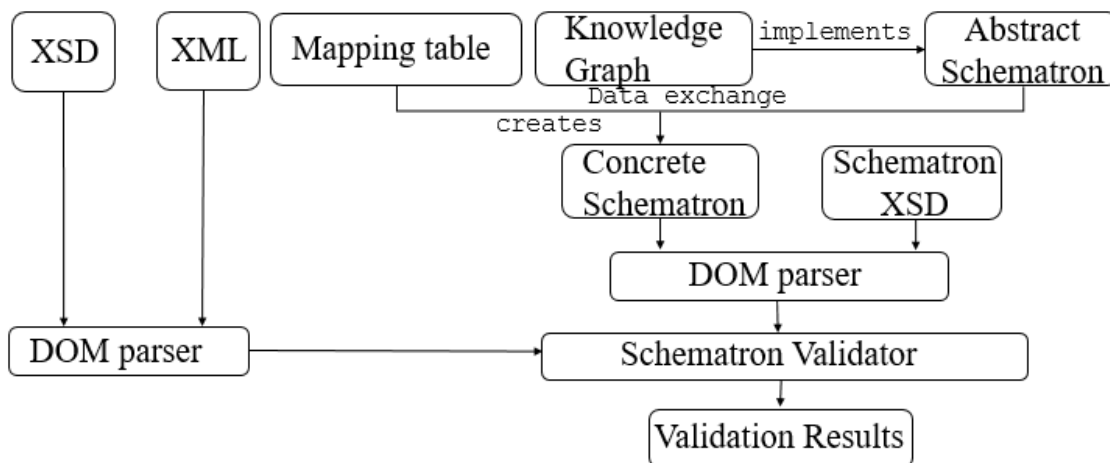 XSD
XML
Mapping table
Knowledge
Graph
implements
Abstract
Schematron
Data exchange
creates
Concrete
Schematron
Schematron
XSD
DOM parser
DOM parser
Schematron Validator
Validation Results